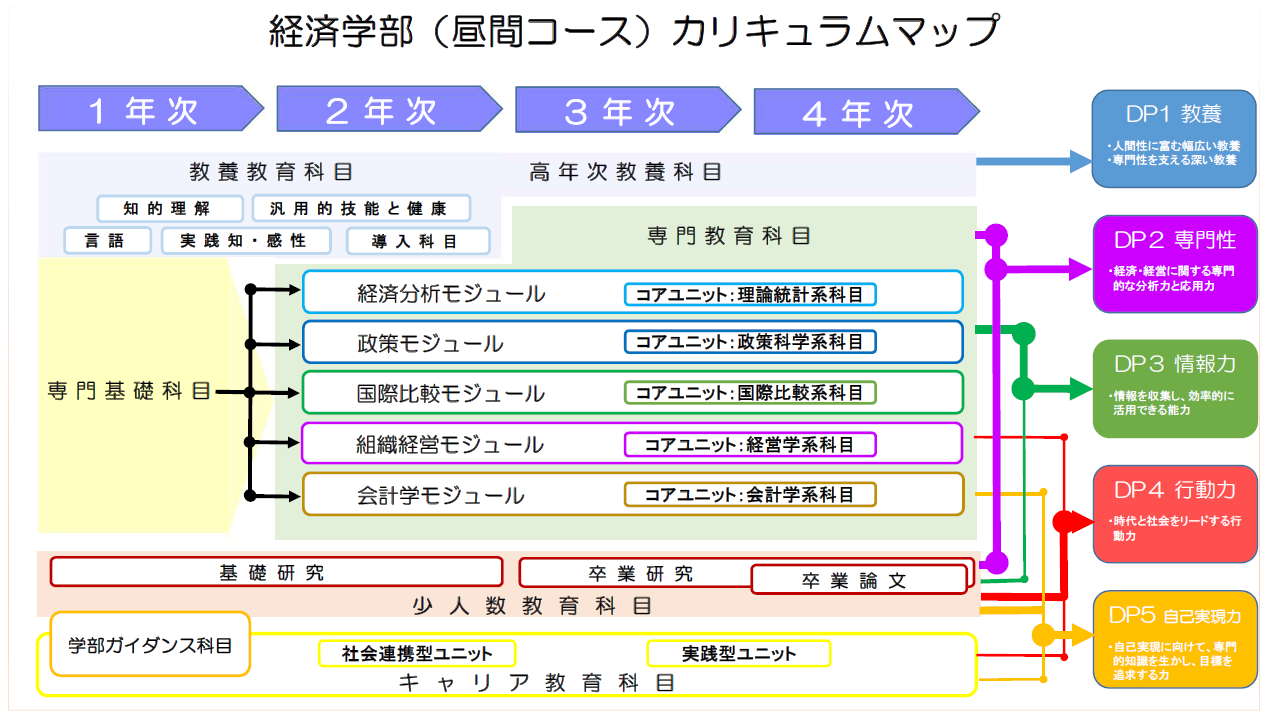 経済学部（昼間コース）カリキュラムマップ
１年次
２年次
３年次
４年次
教養教育科目
高年次教養科目
知的理解
汎用的技能と健康
言語
実践知・感性
導入科目
専門教育科目
専門基礎科目
経済分析モジュール
コアユニット：理論統計系科目
政策モジュール
コアユニット：政策科学系科目
国際比較モジュール
コアユニット：国際比較系科目
組織経営モジュール
コアユニット：経営学系科目
会計学モジュール
コアユニット：会計学系科目
基礎研究
卒業研究
卒業論文
少人数教育科目
学部ガイダンス科目
社会連携型ユニット
実践型ユニット
キャリア教育科目
DP1 教養
・人間性に富む幅広い教養
・専門性を支える深い教養
DP2 専門性
・経済・経営に関する専門
的な分析力と応用力
DP3 情報力
・情報を収集し、効率的に
活用できる能力
DP4 行動力
・時代と社会をリードする行
動力
DP5 自己実現力
・自己実現に向けて、専門
的知識を生かし、目標を
追求する力